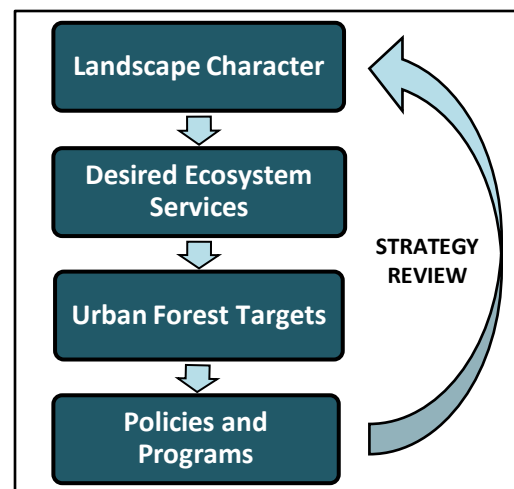 Landscape Character
Desired Ecosystem
Services
STRATEGY
REVIEW
Urban Forest Targets
Policies and
Programs